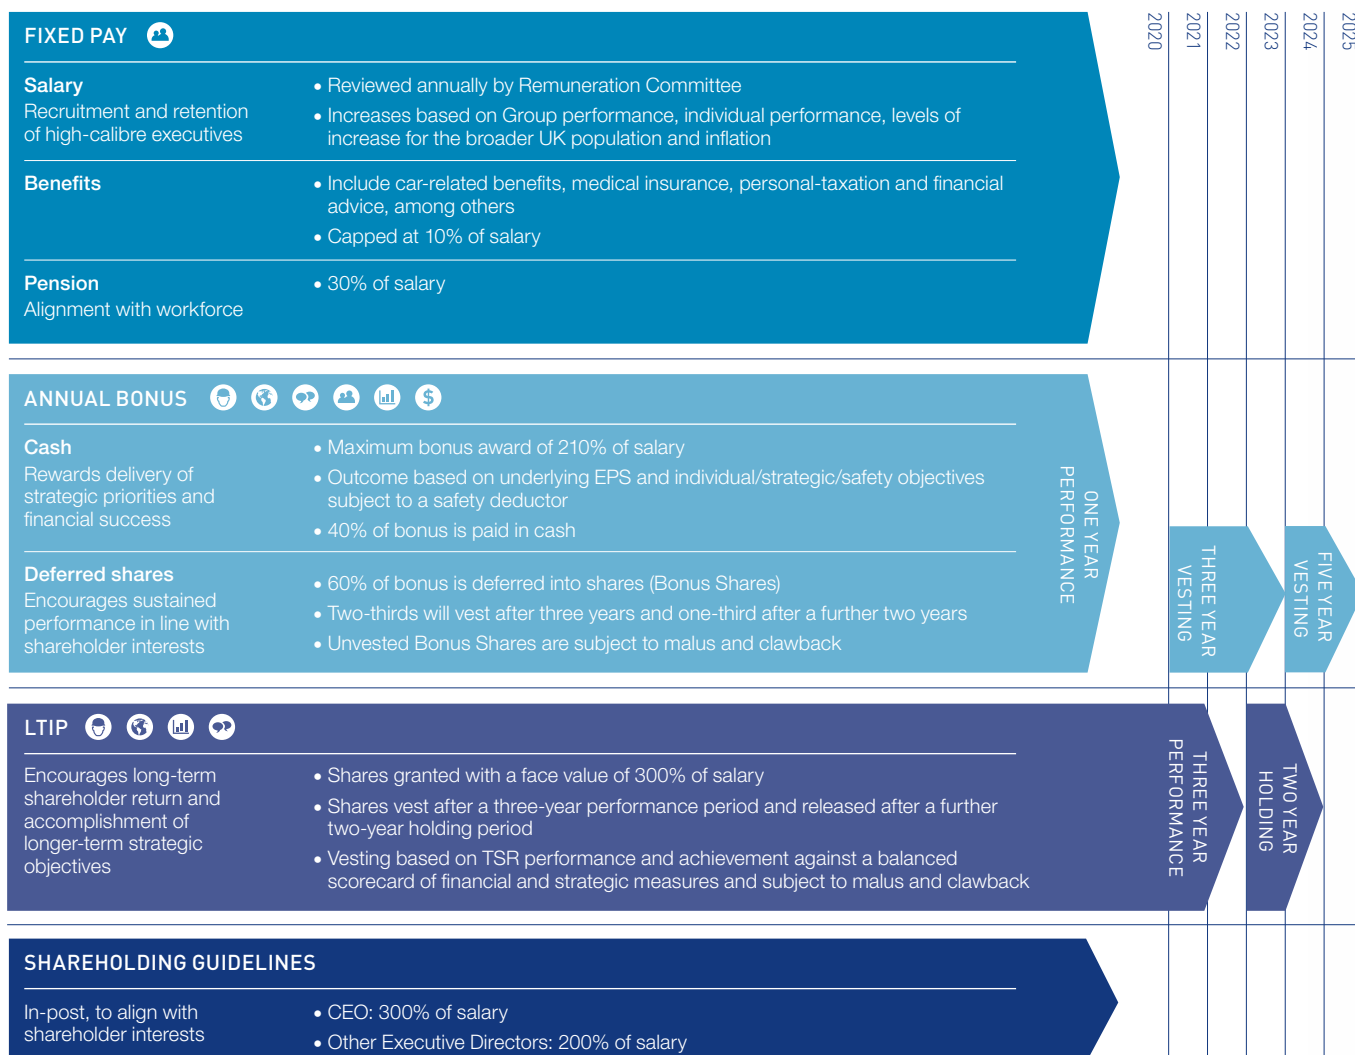 FIXED PAY
2020
2021
2022
2023
2024
2025
Salary
Recruitment and retention
of high-calibre executives
• Reviewed annually by Remuneration Committee
• Increases based on Group performance, individual performance, levels of
increase for the broader UK population and inflation
Benefits
• Include car-related benefits, medical insurance, personal-taxation and financial
advice, among others
• Capped at 10% of salary
Pension
Alignment with workforce
• 30% of salary
ANNUAL BONUS
Cash
Rewards delivery of
strategic priorities and
financial success
• Maximum bonus award of 210% of salary
• Outcome based on underlying EPS and individual/strategic/safety objectives
subject to a safety deductor
• 40% of bonus is paid in cash
Deferred shares
Encourages sustained
performance in line with
shareholder interests
• 60% of bonus is deferred into shares (Bonus Shares)
• Two-thirds will vest after three years and one-third after a further two years
• Unvested Bonus Shares are subject to malus and clawback
ONE YEAR
PERFORMANCE
THREE YEAR
VESTING
FIVE YEAR
VESTING
LTIP
Encourages long-term
shareholder return and
accomplishment of
longer-term strategic
objectives
• Shares granted with a face value of 300% of salary
• Shares vest after a three-year performance period and released after a further
two-year holding period
• Vesting based on TSR performance and achievement against a balanced
scorecard of financial and strategic measures and subject to malus and clawback
THREE YEAR
PERFORMANCE
TWO YEAR
HOLDING
SHAREHOLDING GUIDELINES
In-post, to align with
shareholder interests
• CEO: 300% of salary
• Other Executive Directors: 200% of salary